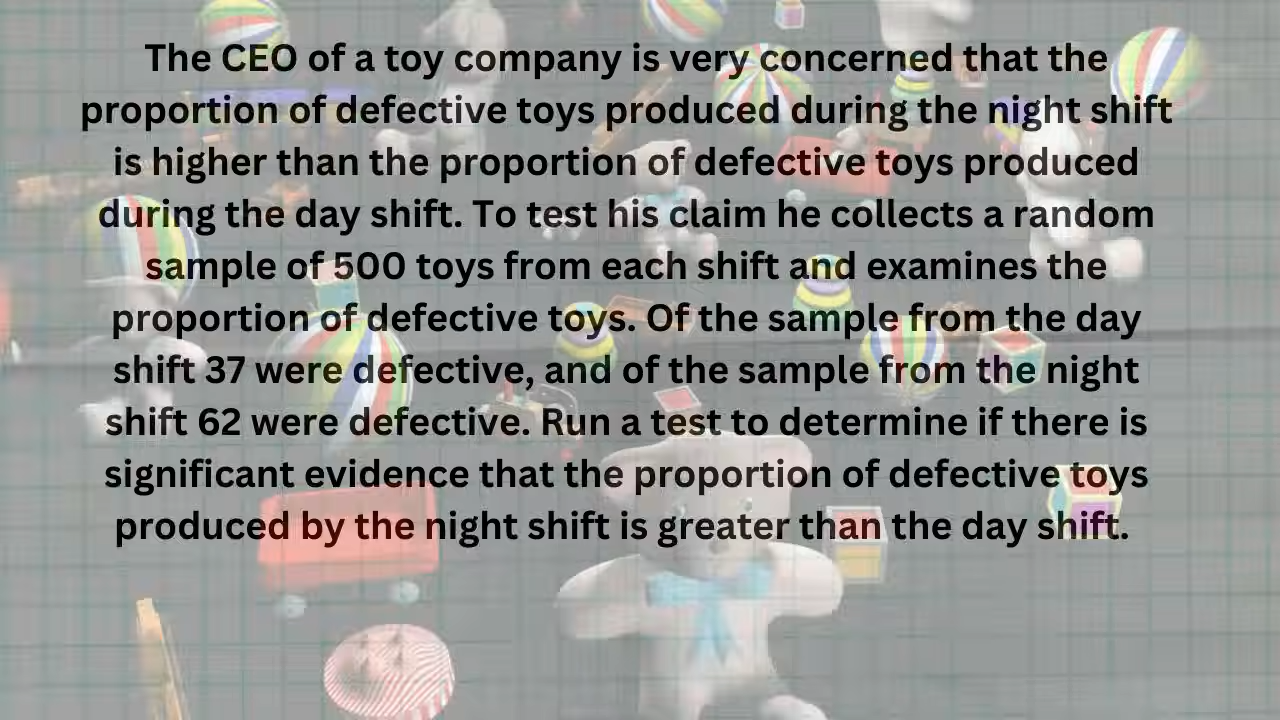 The CEO of a toy company is very concerned that the
proportion of defective toys produced during the night shift
is higher than the proportion of defective toys produced
during the day shift. To test his claim he collects a random
sample of 500 toys from each shift and examines the
proportion of defective toys. Of the sample from the day
shift 37 were defective, and of the sample from the night
shift 62 were defective. Run a test to determine if there is
significant evidence that the proportion of defective toys
produced by the night shift is greater than the day shift.